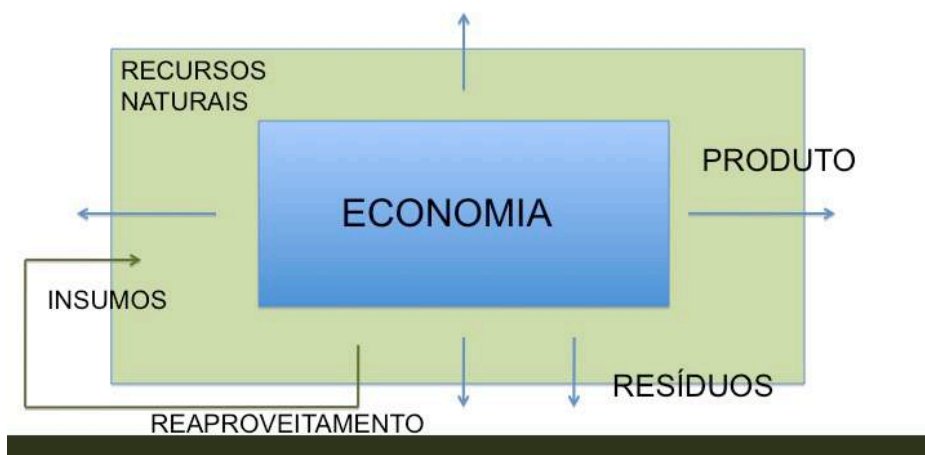 RECURSOS
NATURAIS
PRODUTO
ECONOMIA
INSUMOS
RESÍDUOS
REAPROVEITAMENTO